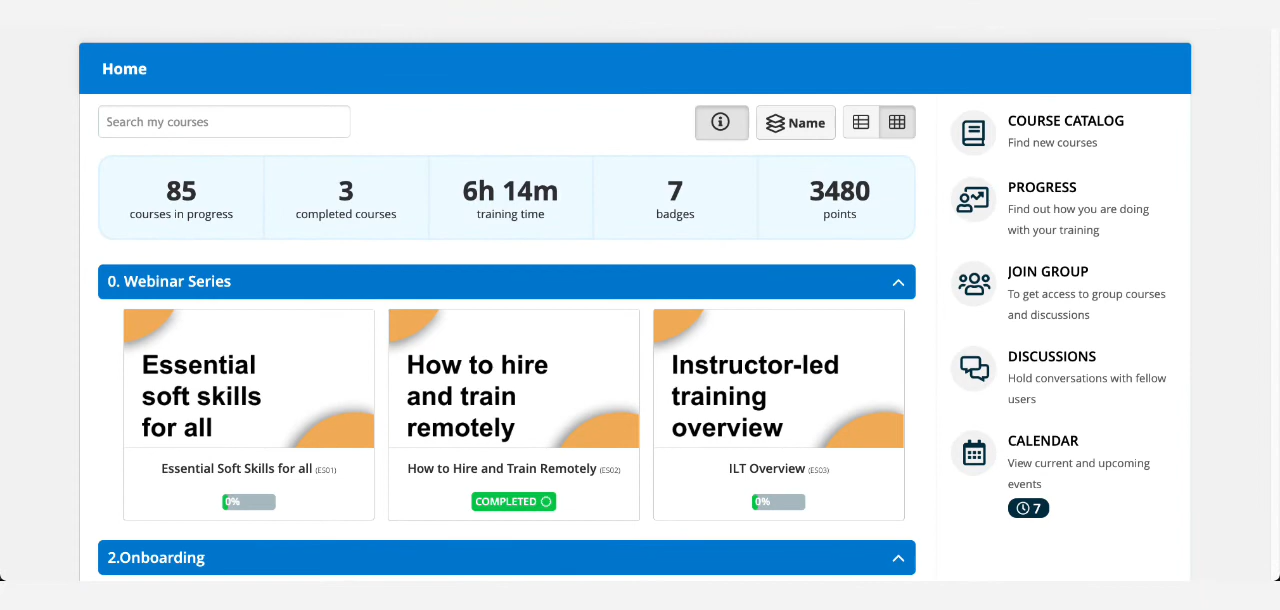 Home
Search my courses
Name
85
courses in progress
3
completed courses
6h 14m
training time
7
badges
3480
points
0. Webinar Series
Essential
soft skills
for all
Essential Soft Skills for all (ES01)
0%
How to hire
and train
remotely
How to Hire and Train Remotely (ES02)
COMPLETED
Instructor-led
training
overview
ILT Overview (ES03)
0%
2.Onboarding
COURSE CATALOG
Find new courses
PROGRESS
Find out how you are doing
with your training
JOIN GROUP
To get access to group courses
and discussions
DISCUSSIONS
Hold conversations with fellow
users
CALENDAR
View current and upcoming
events
7